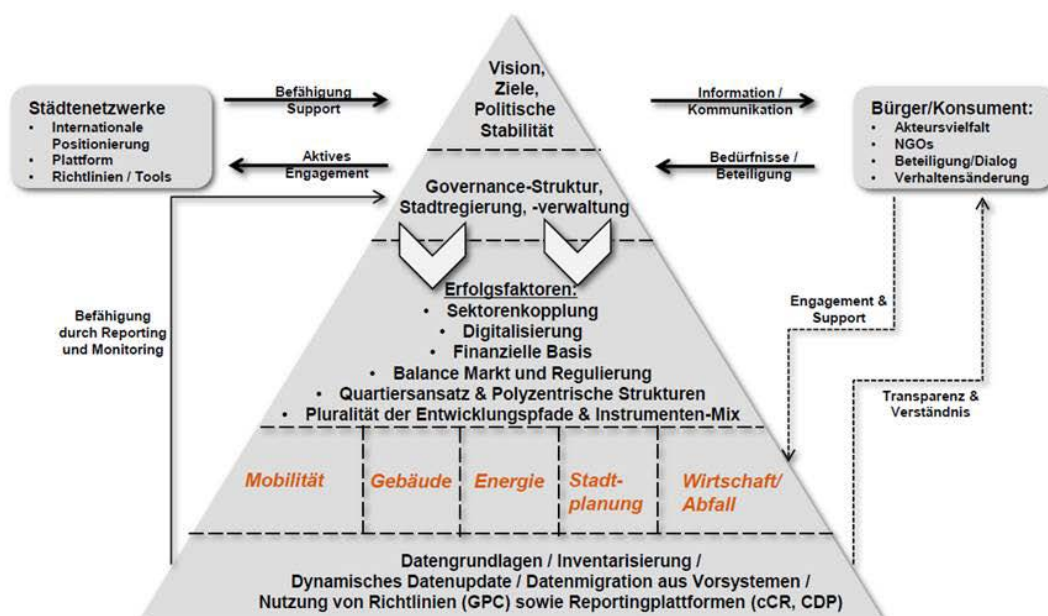 Vision,
Ziele,
Politische
Stabilität
Städtenetzwerke
• Internationale
Positionierung
• Plattform
• Richtlinien / Tools
Befähigung
Support
Aktives
Engagement
Information /
Kommunikation
Bedürfnisse /
Beteiligung
Bürger/Konsument:
• Akteursvielfalt
• NGOs
• Beteiligung/Dialog
• Verhaltensänderung
Governance-Struktur,
Stadtregierung, -verwaltung
Erfolgsfaktoren:
• Sektorenkopplung
• Digitalisierung
• Finanzielle Basis
• Balance Markt und Regulierung
• Quartiersansatz & Polyzentrische Strukturen
• Pluralität der Entwicklungspfade & Instrumenten-Mix
Befähigung
durch Reporting
und Monitoring
Engagement &
Support
Transparenz &
Verständnis
Mobilität
Gebäude
Energie
Stadt-
planung
Wirtschaft/
Abfall
Datengrundlagen / Inventarisierung /
Dynamisches Datenupdate / Datenmigration aus Vorsystemen /
Nutzung von Richtlinien (GPC) sowie Reportingplattformen (cCR, CDP)